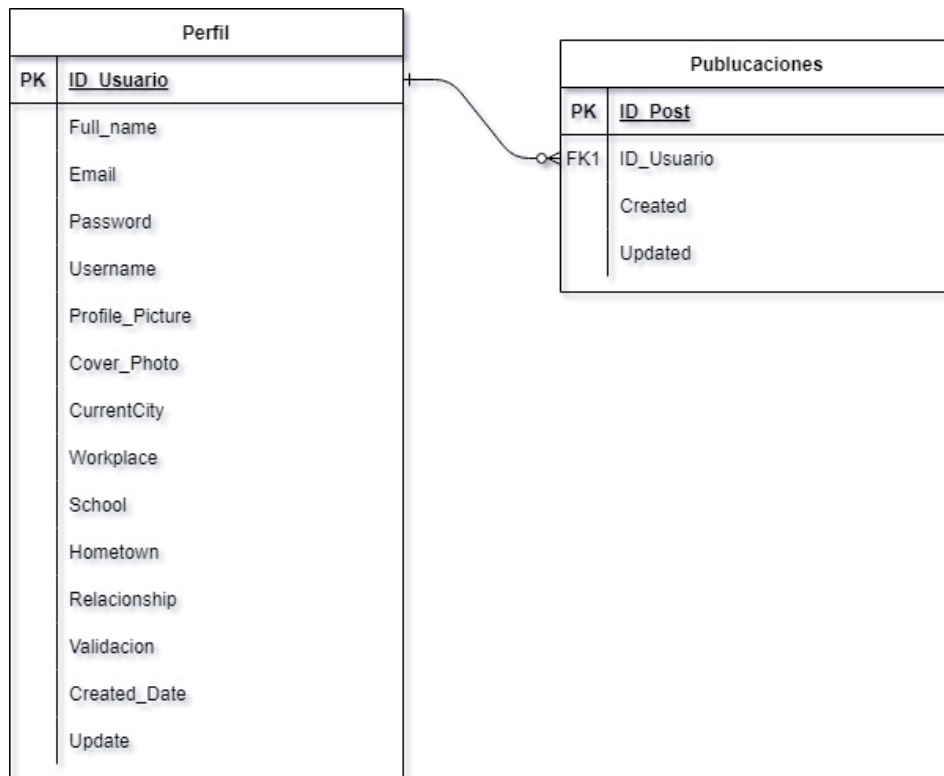 Perfil
PK ID_Usuario
Full_name
Email
Password
Username
Profile_Picture
Cover_Photo
CurrentCity
Workplace
School
Hometown
Relacionship
Validacion
Created_Date
Update
Publucaciones
PK ID_Post
FK1 ID_Usuario
Created
Updated